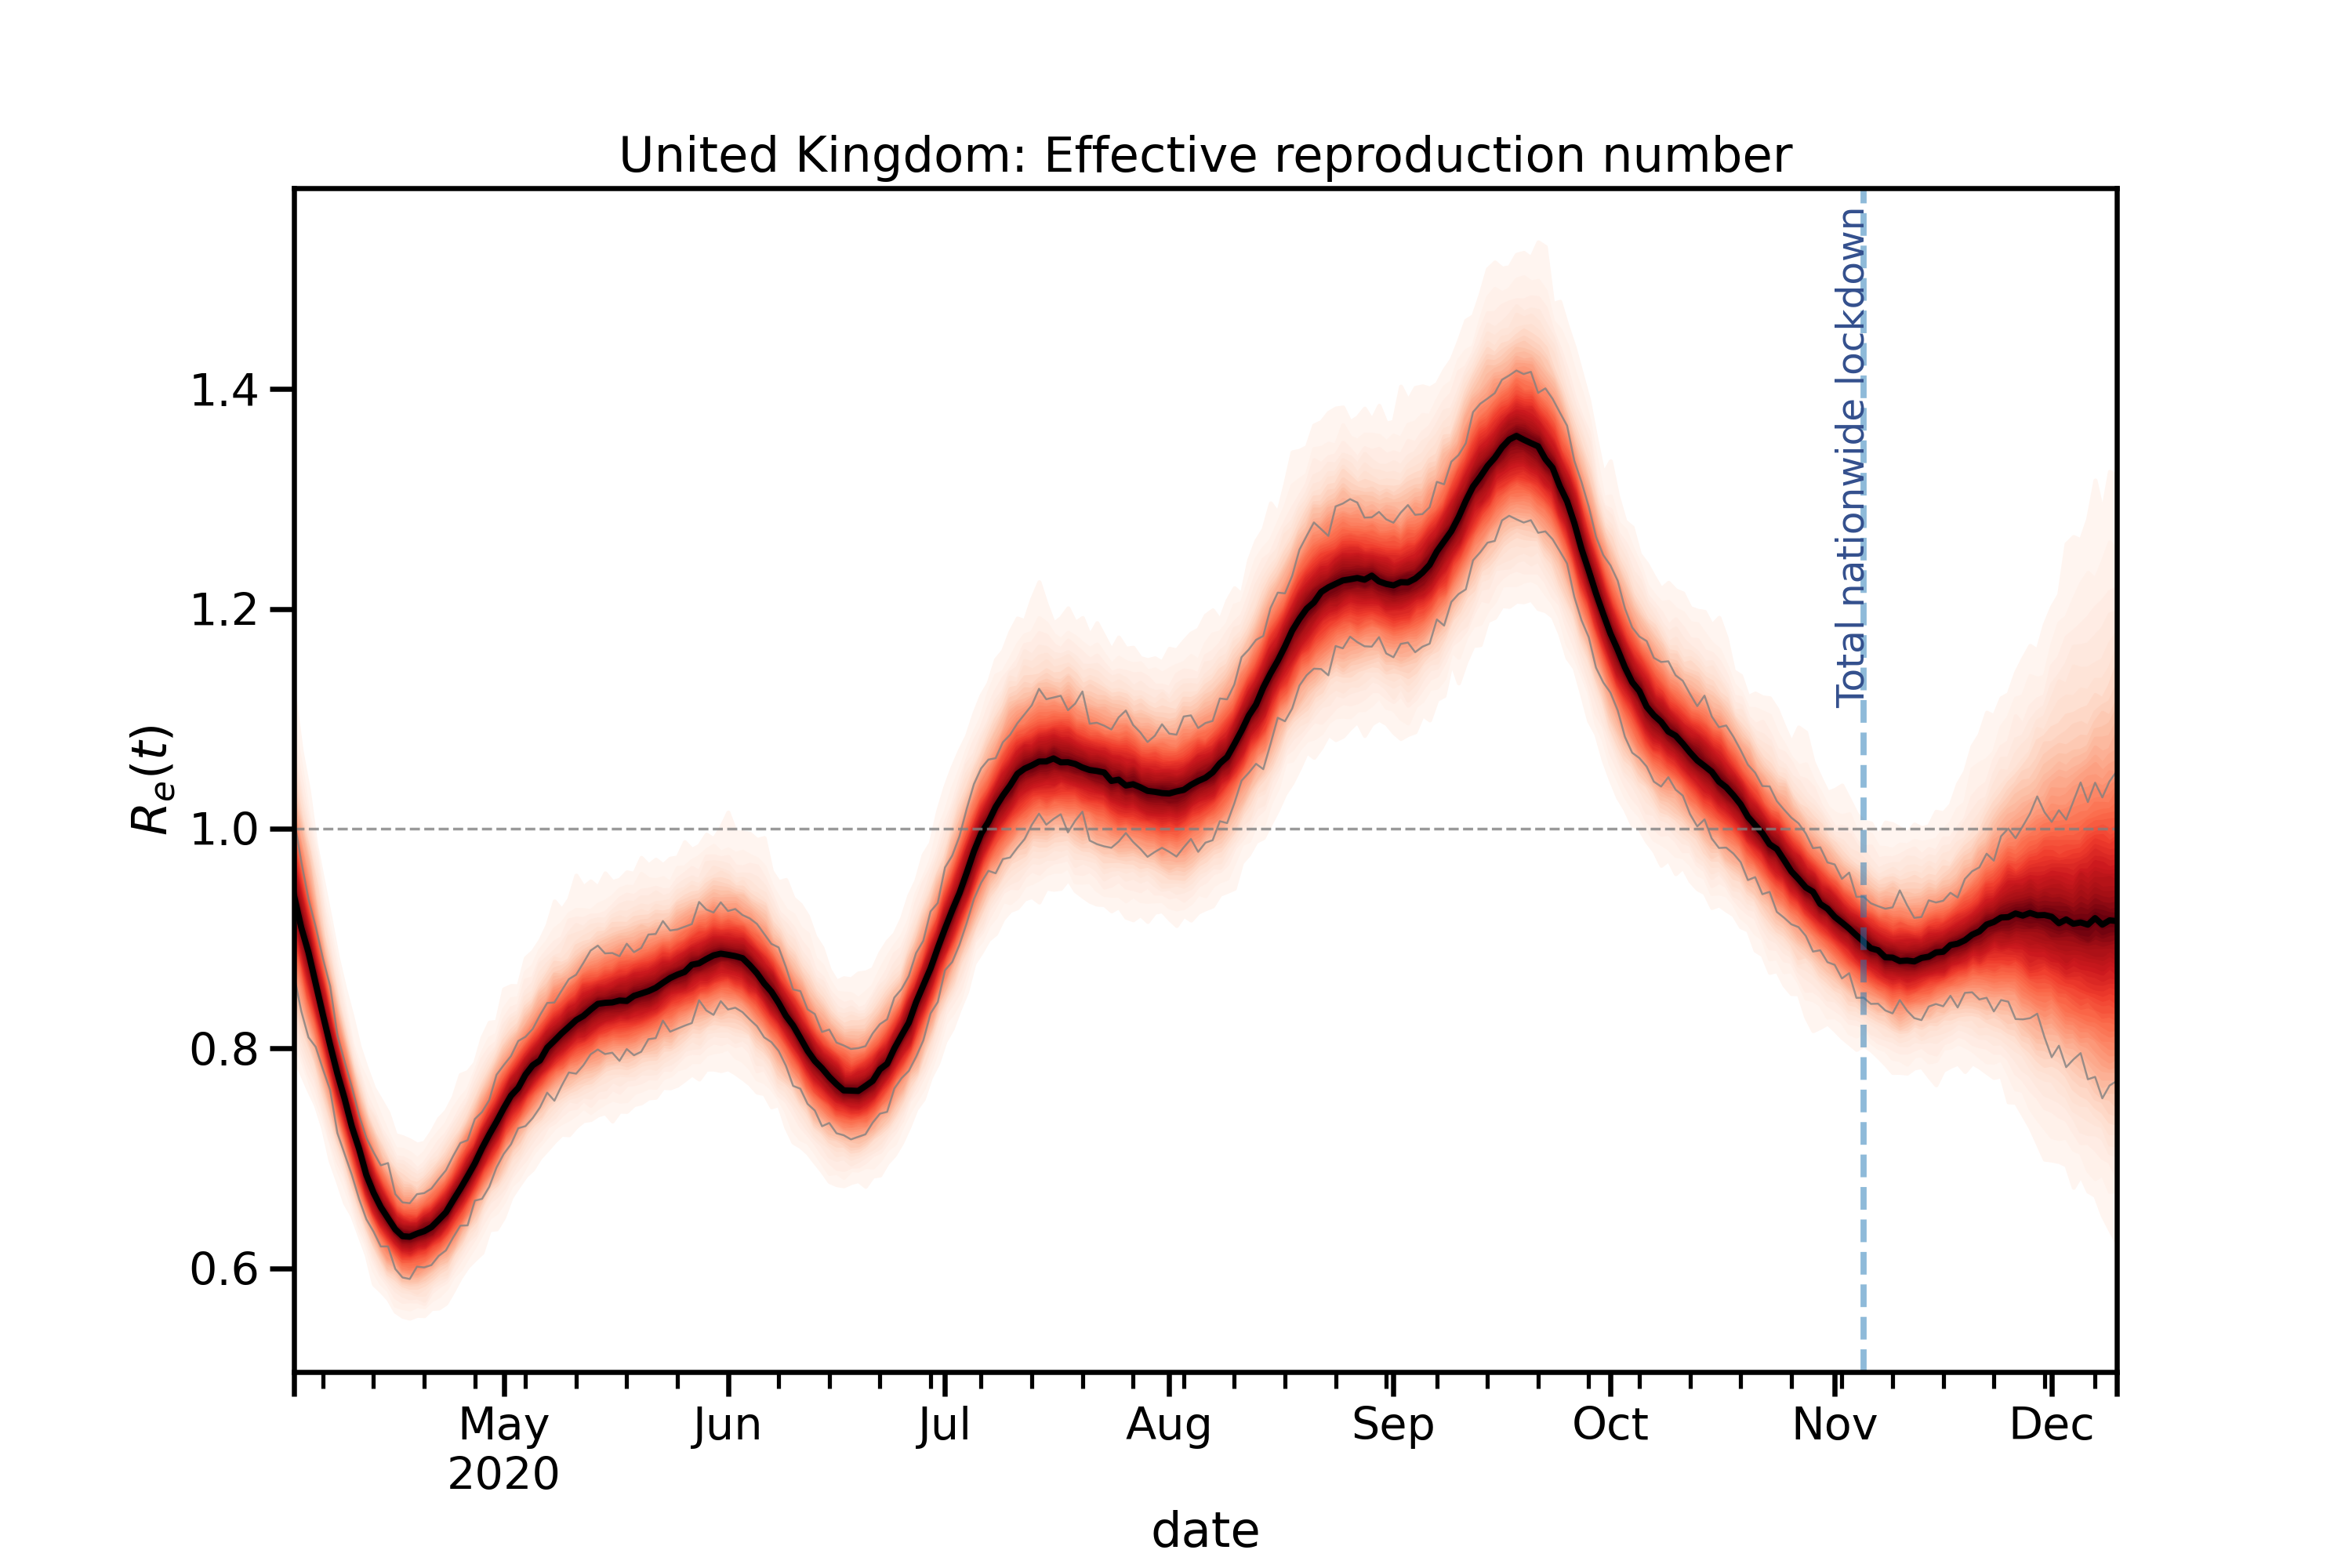 United Kingdom: Effective reproduction number
Total nationwide lockdown
1.4
1.2
1.0
0.8
0.6
Rₑ(t)
May Jun Jul Aug Sep Oct Nov Dec
2020
date